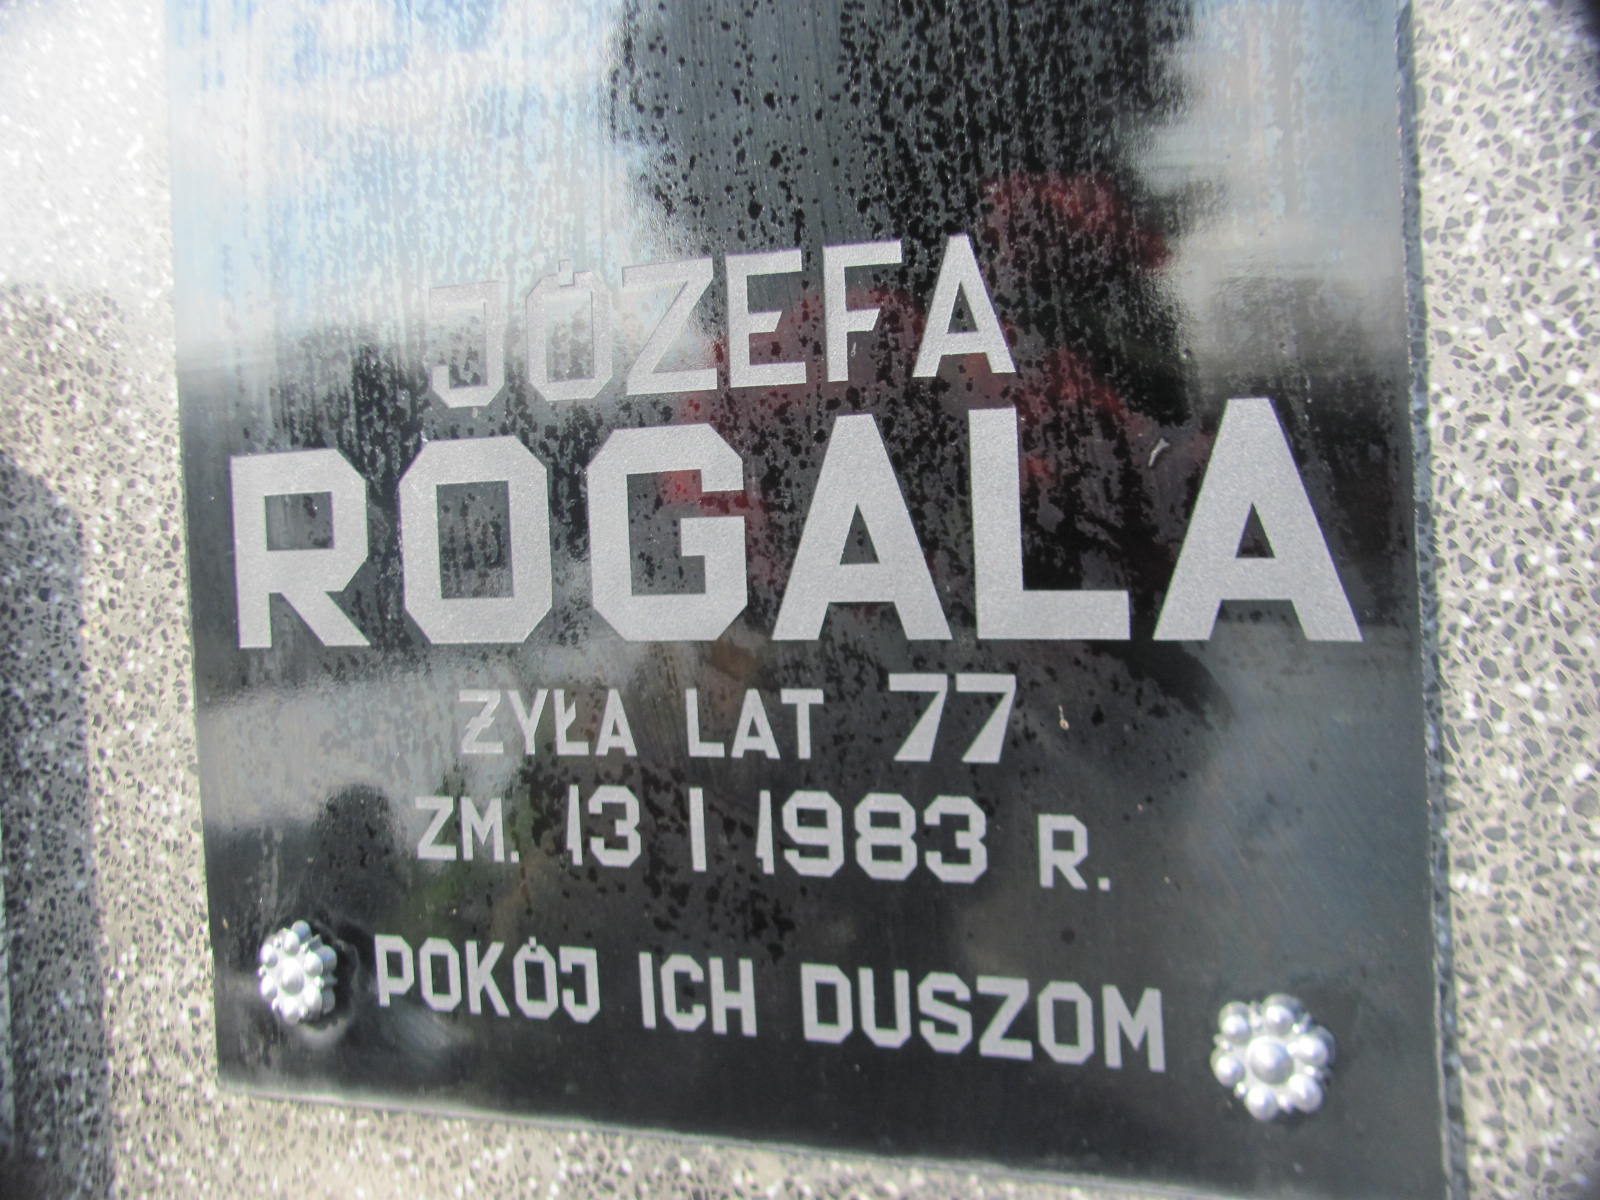 JÓZEFA
ROGALA
ŻYŁA LAT 77
ZM. 13 I 1983 R.
POKÓJ ICH DUSZOM